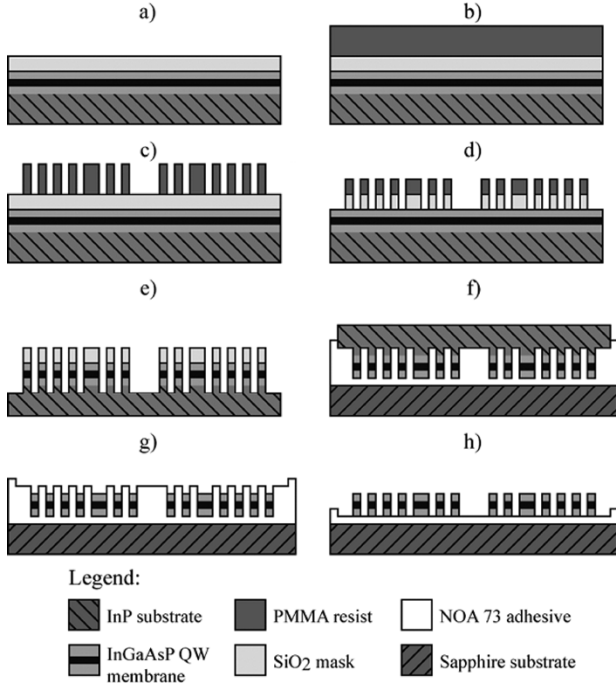 a)
b)
c)
d)
e)
f)
g)
h)
Legend:
InP substrate
PMMA resist
NOA 73 adhesive
InGaAsP QW
membrane
SiO2 mask
Sapphire substrate